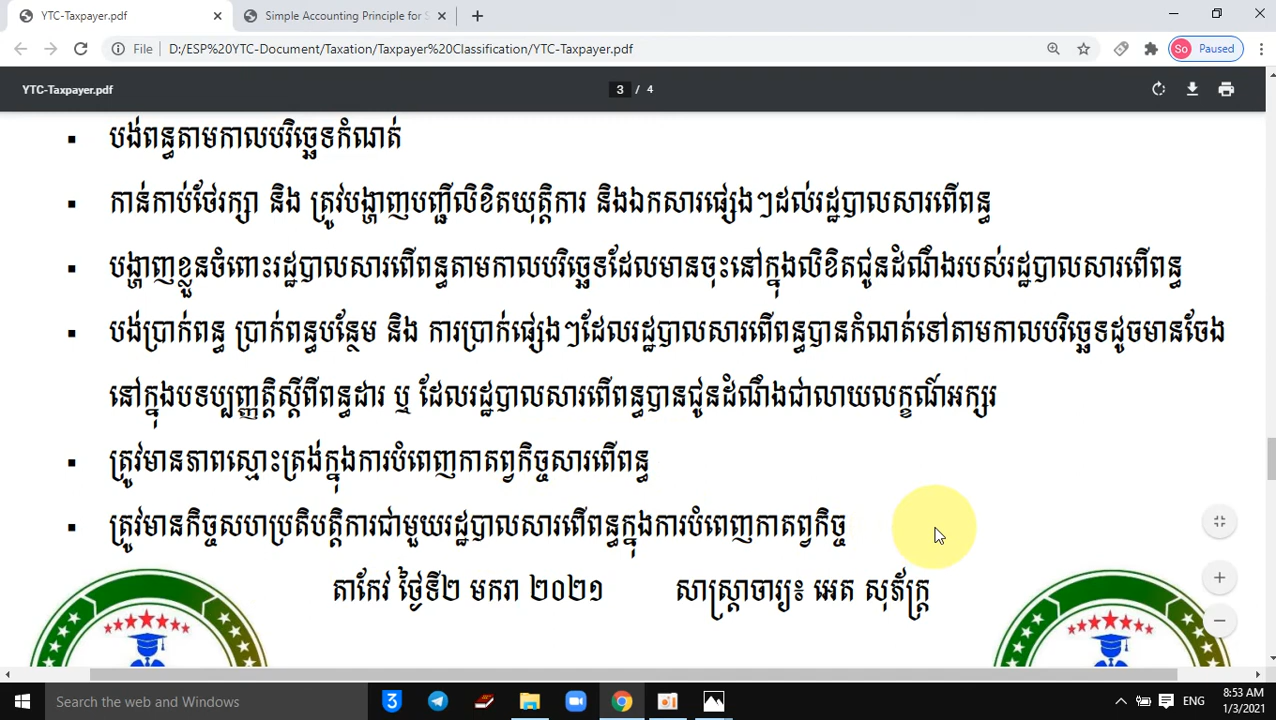 YTC-Taxpayer.pdf
Simple Accounting Principle for S
File
D:/ESP%20YTC-Document/Taxation/Taxpayer%20Classification/YTC-Taxpayer.pdf
So Paused
YTC-Taxpayer.pdf
3 / 4
▪ បង់ពន្ធតាមកាលបរិច្ឆេទកំណត់
▪ កាន់កាប់ថែរក្សា និង ត្រូវបង្ហាញបញ្ជីលិខិតយុត្តិការ និងឯកសារផ្សេងៗដល់រដ្ឋបាលសារពើពន្ធ
▪ បង្ហាញខ្លួនចំពោះរដ្ឋបាលសារពើពន្ធតាមកាលបរិច្ឆេទដែលមានចុះនៅក្នុងលិខិតជូនដំណឹងរបស់រដ្ឋបាលសារពើពន្ធ
▪ បង់ប្រាក់ពន្ធ ប្រាក់ពន្ធបន្ថែម និង ការប្រាក់ផ្សេងៗដែលរដ្ឋបាលសារពើពន្ធបានកំណត់ទៅតាមកាលបរិច្ឆេទដូចមានចែង
នៅក្នុងបទប្បញ្ញត្តិស្តីពីពន្ធដារ ឬ ដែលរដ្ឋបាលសារពើពន្ធបានជូនដំណឹងជាលាយលក្ខណ៍អក្សរ
▪ ត្រូវមានភាពស្មោះត្រង់ក្នុងការបំពេញកាតព្វកិច្ចសារពើពន្ធ
▪ ត្រូវមានកិច្ចសហប្រតិបត្តិការជាមួយរដ្ឋបាលសារពើពន្ធក្នុងការបំពេញកាតព្វកិច្ច
តាកែវ ថ្ងៃទី២ មករា ២០២១ សាស្ត្រាចារ្យ៖ អេត សុភ័ក្ត្រ
Search the web and Windows
ENG
8:53 AM
1/3/2021